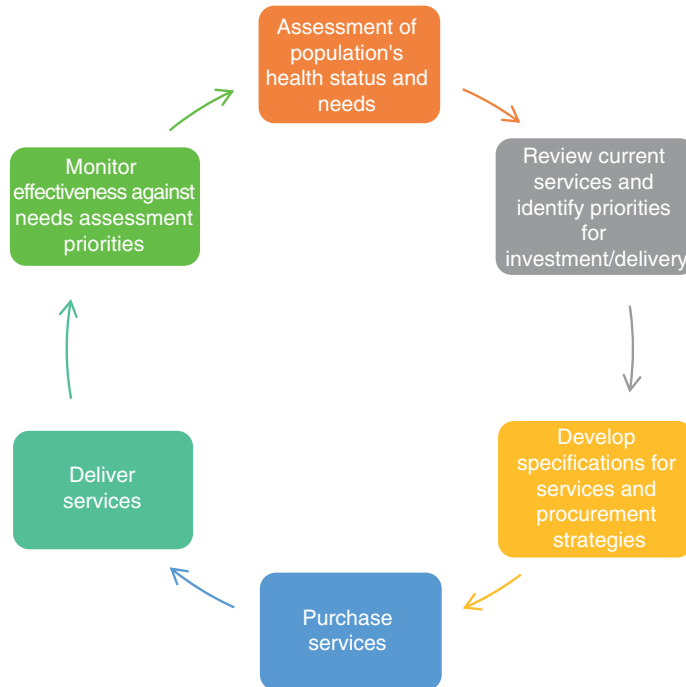 Assessment of
population's
health status and
needs
Review current
services and
identify priorities
for
investment/delivery
Develop
specifications for
services and
procurement
strategies
Purchase
services
Deliver
services
Monitor
effectiveness against
needs assessment
priorities